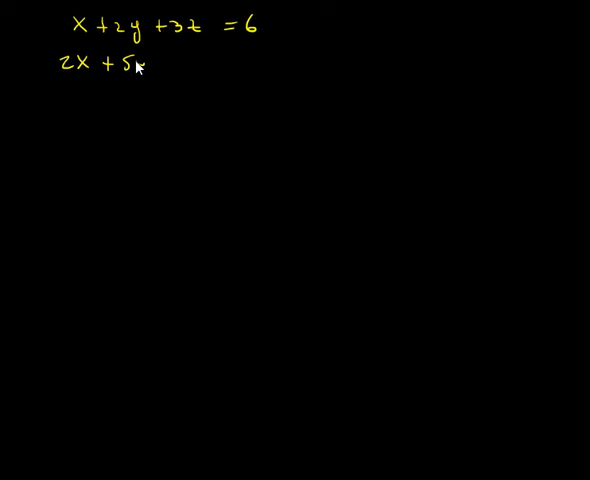 x + 2y + 3z = 6
2x + 5